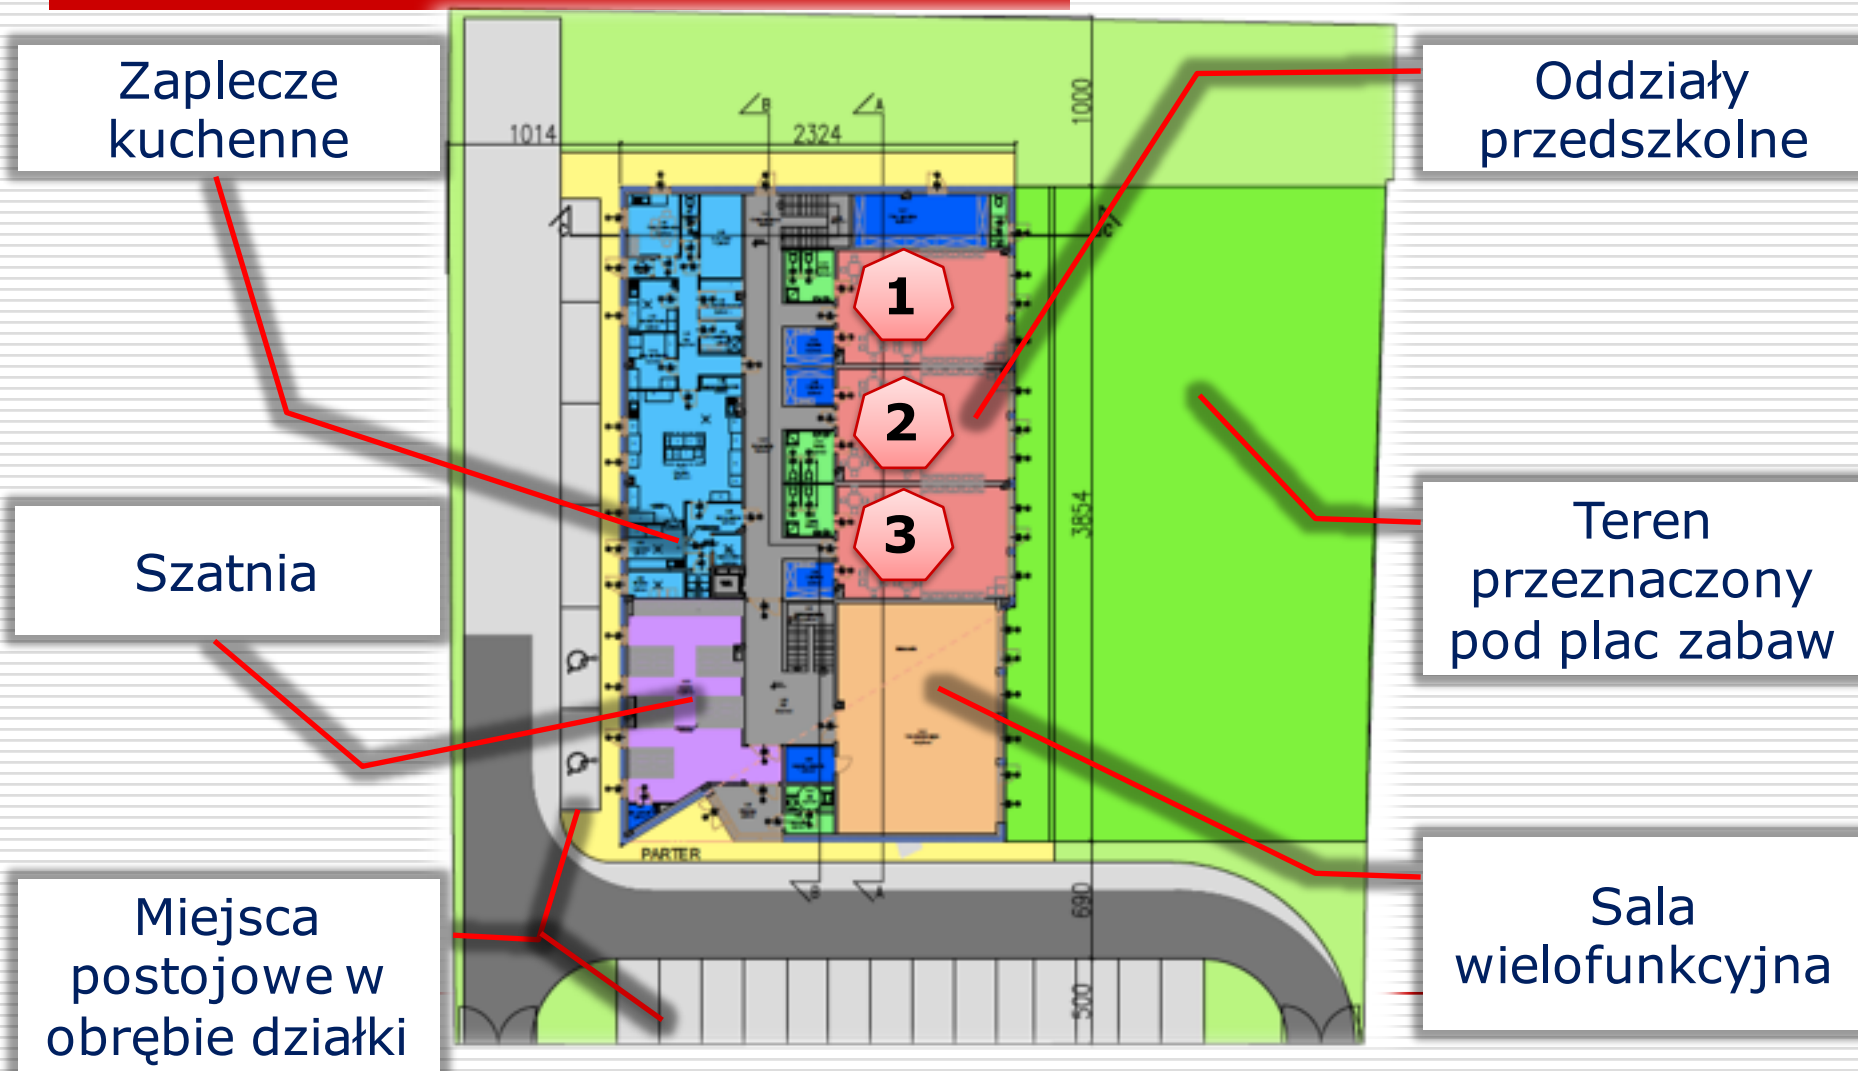 Zaplecze
kuchenne
Oddziały
przedszkolne
1014
2324
1000
B
A
1
2
3
3854
Szatnia
Teren
przeznaczony
pod plac zabaw
PARTER
B
A
690
500
Miejsca
postojowe w
obrębie działki
Sala
wielofunkcyjna